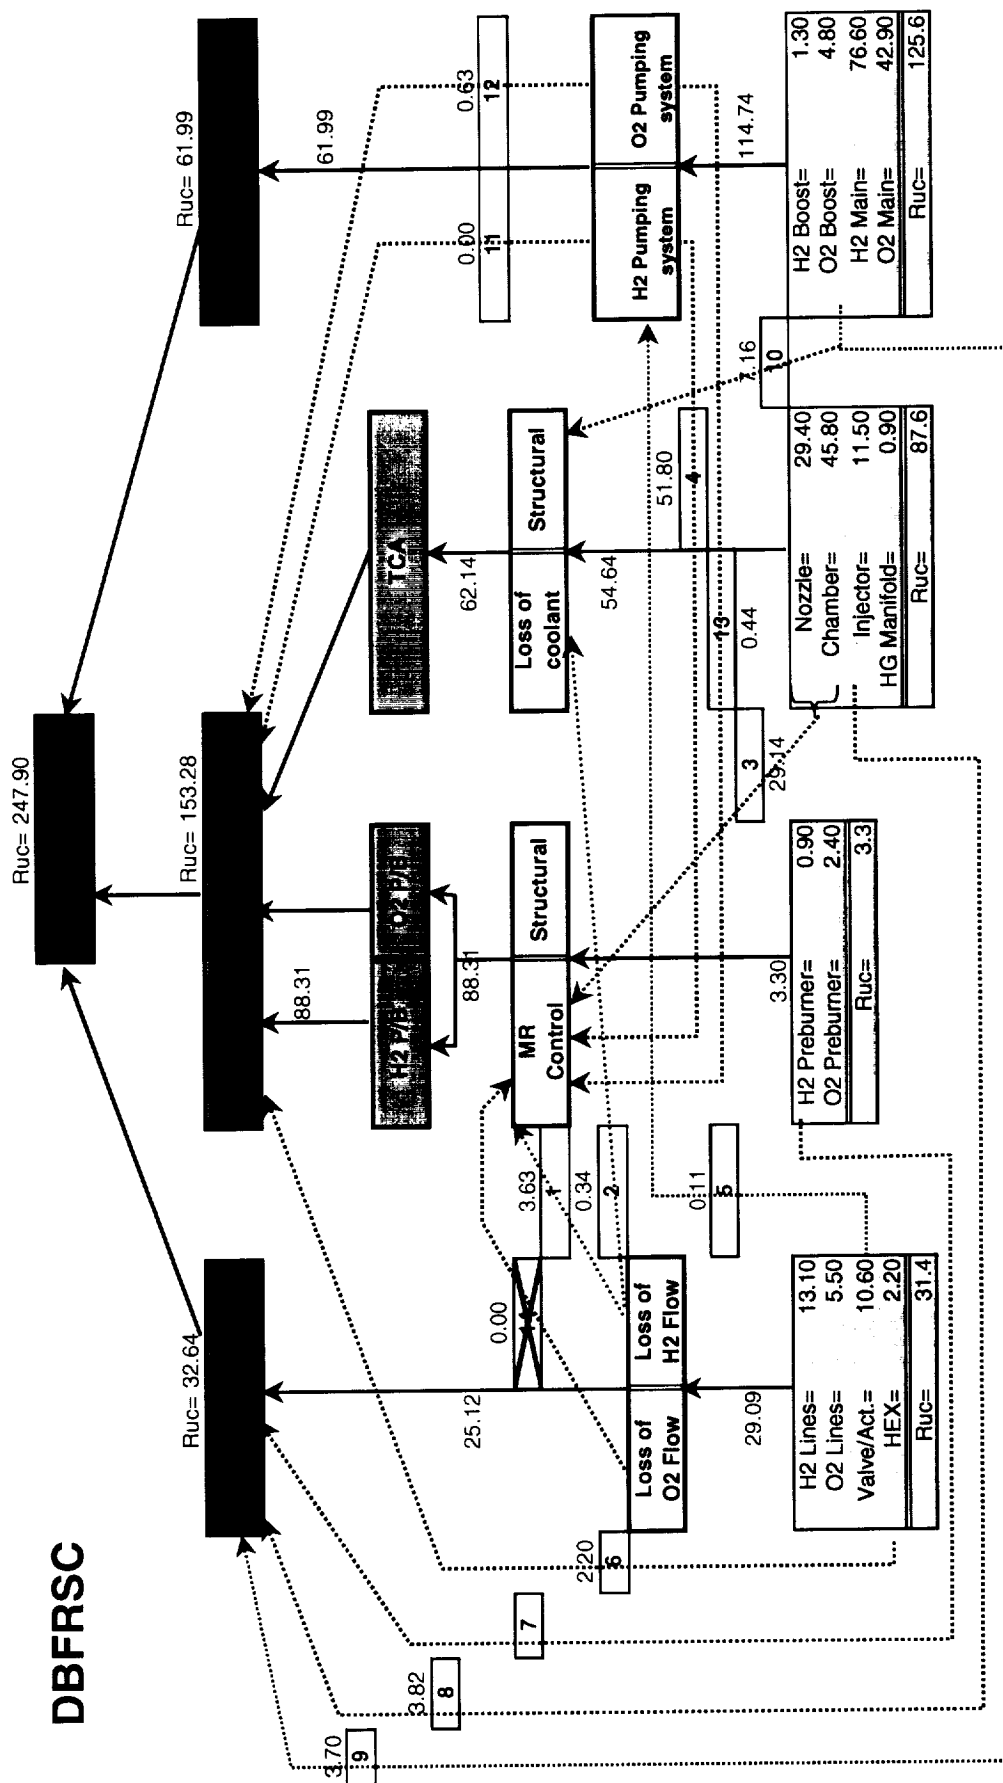 DBFRSC
Ruc= 247.90
Ruc= 32.64
Ruc= 153.28
Ruc= 61.99
3.70
9
3.82
8
7
2.20
6
25.12
0.00
3.63
1
0.34
2
0.11
5
88.31
H2 P/B
O2 P/B
88.31
MR
Control
Structural
TCA
62.14
Loss of
coolant
Structural
54.64
51.80
4
13
0.44
3
29.14
61.99
0.00
11
0.63
12
H2 Pumping
system
O2 Pumping
system
114.74
7.16
10
Loss of
O2 Flow
Loss of
H2 Flow
29.09
3.30
H2 Lines= 13.10
O2 Lines= 5.50
Valve/Act.= 10.60
HEX= 2.20
Ruc= 31.4
H2 Preburner= 0.90
O2 Preburner= 2.40
Ruc= 3.3
Nozzle= 29.40
Chamber= 45.80
Injector= 11.50
HG Manifold= 0.90
Ruc= 87.6
H2 Boost= 1.30
O2 Boost= 4.80
H2 Main= 76.60
O2 Main= 42.90
Ruc= 125.6